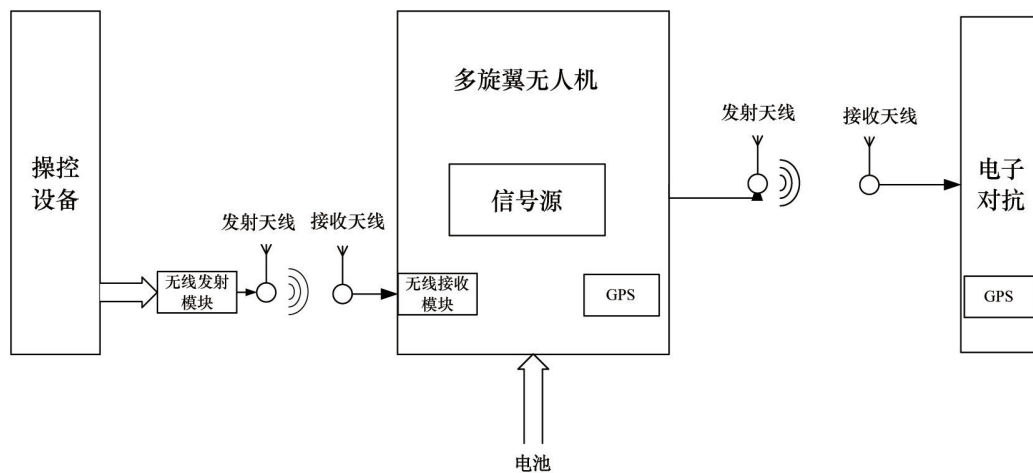 操控
设备
无线发射
模块
发射天线
接收天线
多旋翼无人机
信号源
无线接收
模块
GPS
电池
发射天线
接收天线
电子
对抗
GPS